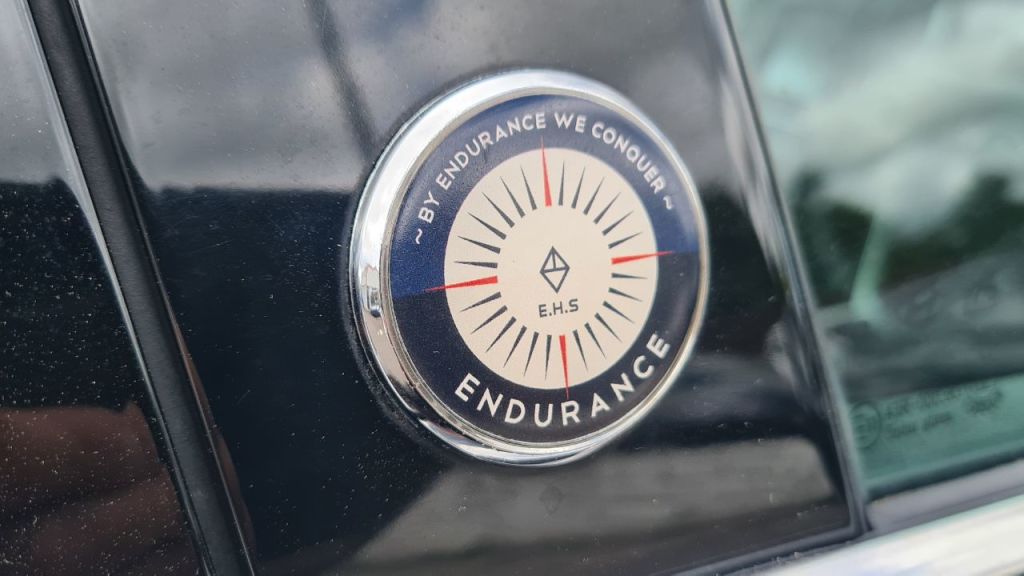 ~ BY ENDURANCE WE CONQUER ~
E.H.S
ENDURANCE